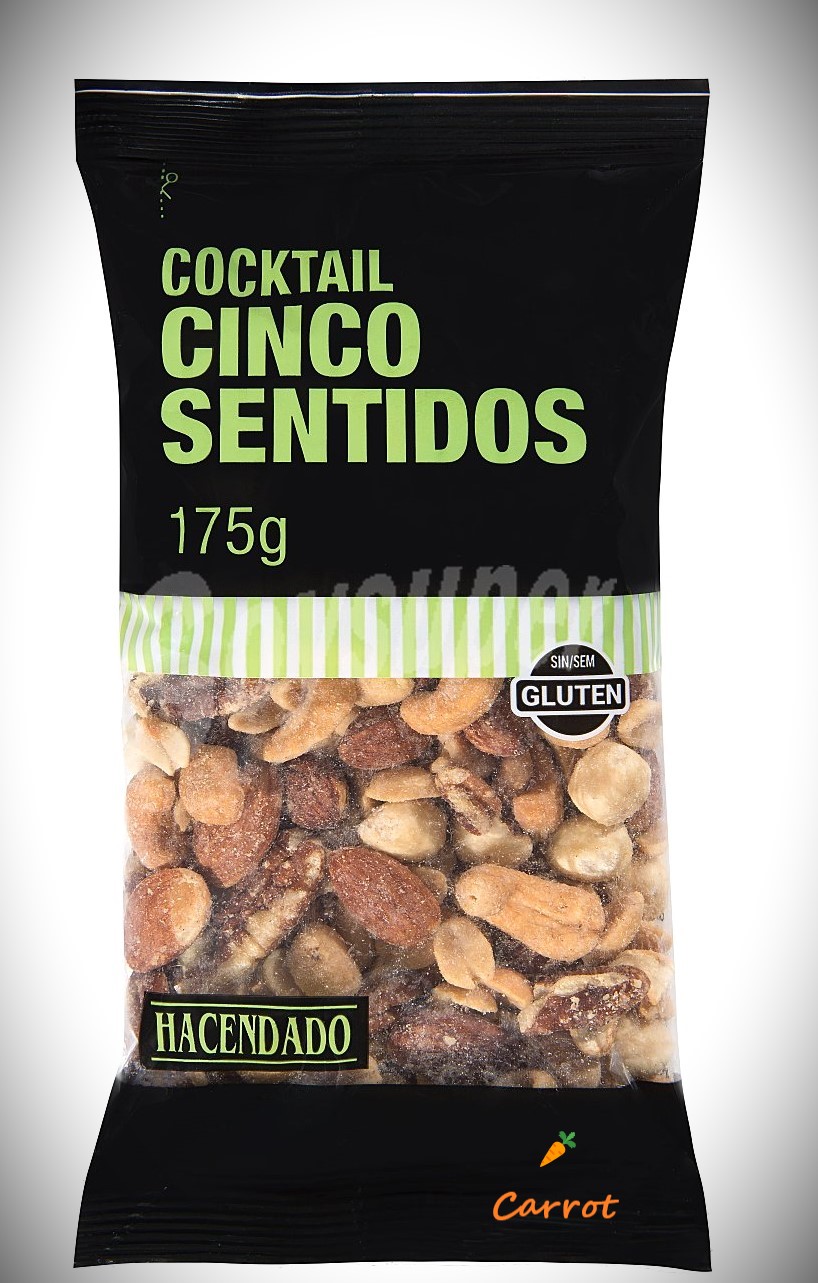 COCKTAIL
CINCO
SENTIDOS
175g
SIN/SEM
GLUTEN
HACENDADO
Carrot